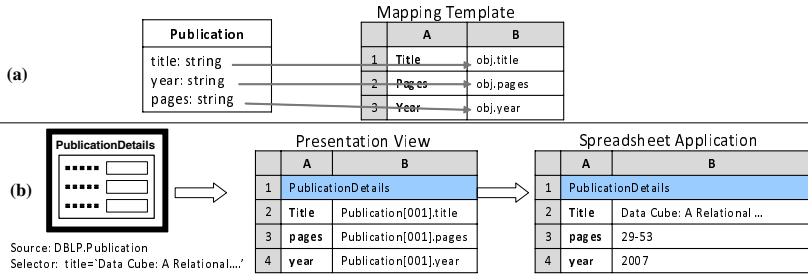 Mapping Template
Publication
title: string
year: string
pages: string
A B
1 Title obj.title
2 Pages obj.pages
3 Year obj.year
(a)
(b)
PublicationDetails
Source: DBLP.Publication
Selector: title=`Data Cube: A Relational....’
Presentation View
A B
1 PublicationDetails
2 Title Publication[001].title
3 pages Publication[001].pages
4 year Publication[001].year
Spreadsheet Application
A B
1 PublicationDetails
2 Title Data Cube: A Relational ...
3 pages 29-53
4 year 2007